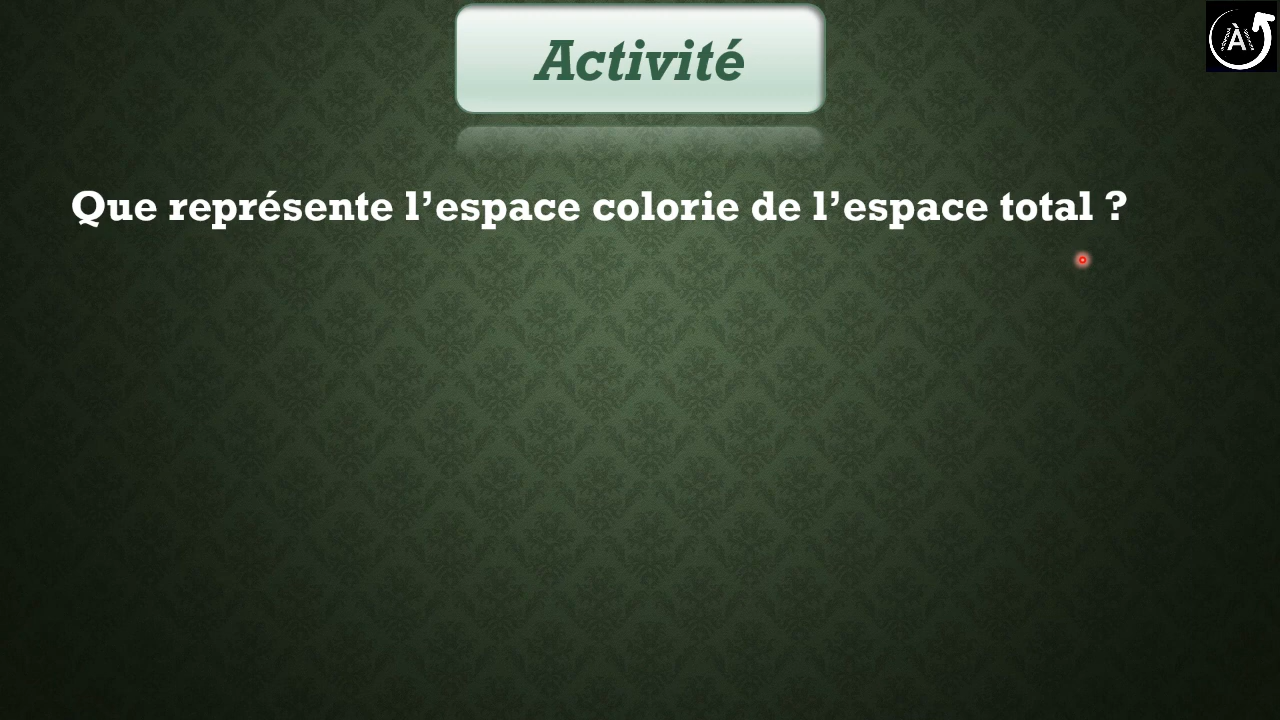 Activité
À
Que représente l’espace colorie de l’espace total ?